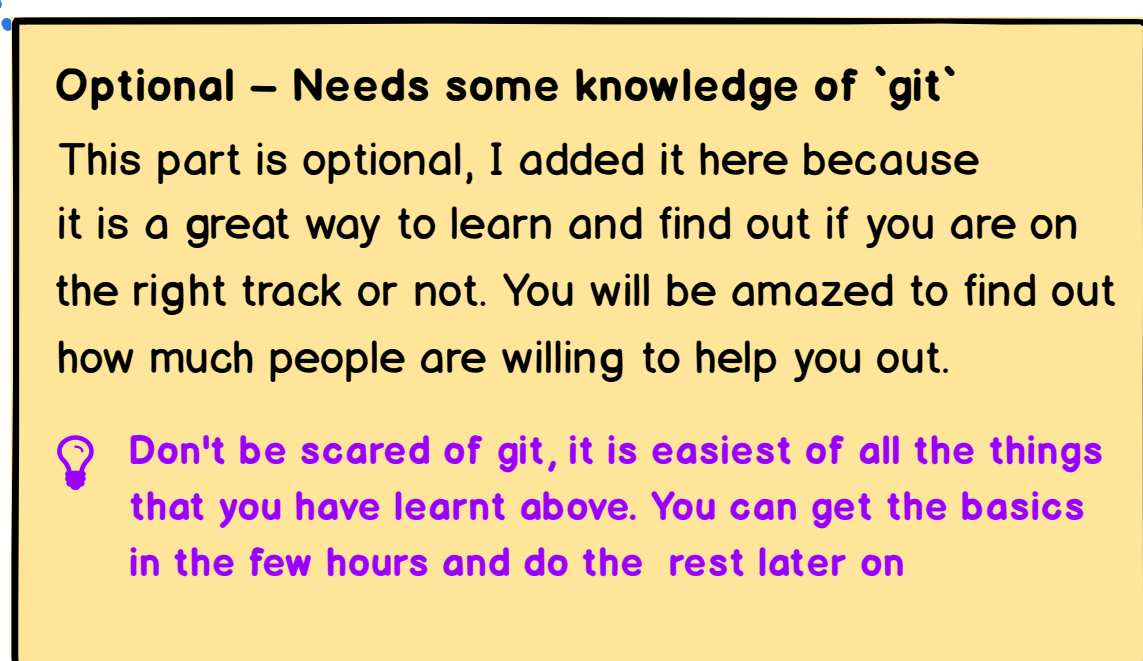 Optional – Needs some knowledge of `git`
This part is optional, I added it here because
it is a great way to learn and find out if you are on
the right track or not. You will be amazed to find out
how much people are willing to help you out.
Don't be scared of git, it is easiest of all the things
that you have learnt above. You can get the basics
in the few hours and do the  rest later on